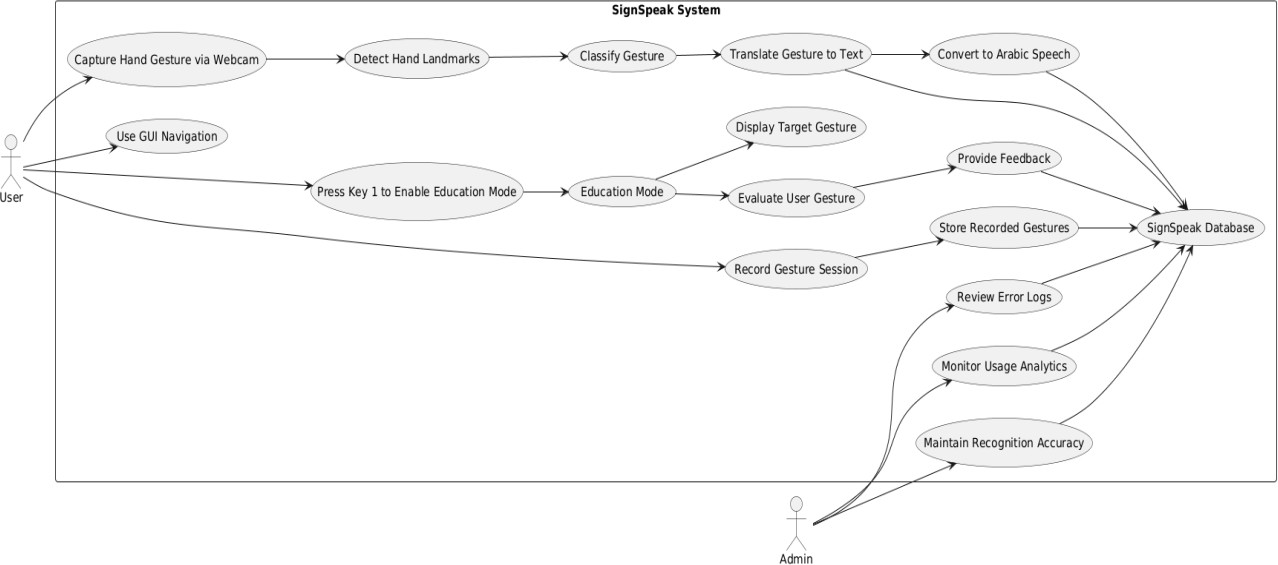 SignSpeak System
Capture Hand Gesture via Webcam
Detect Hand Landmarks
Classify Gesture
Translate Gesture to Text
Convert to Arabic Speech
Use GUI Navigation
Display Target Gesture
User
Press Key 1 to Enable Education Mode
Education Mode
Evaluate User Gesture
Provide Feedback
Record Gesture Session
Store Recorded Gestures
SignSpeak Database
Review Error Logs
Monitor Usage Analytics
Maintain Recognition Accuracy
Admin